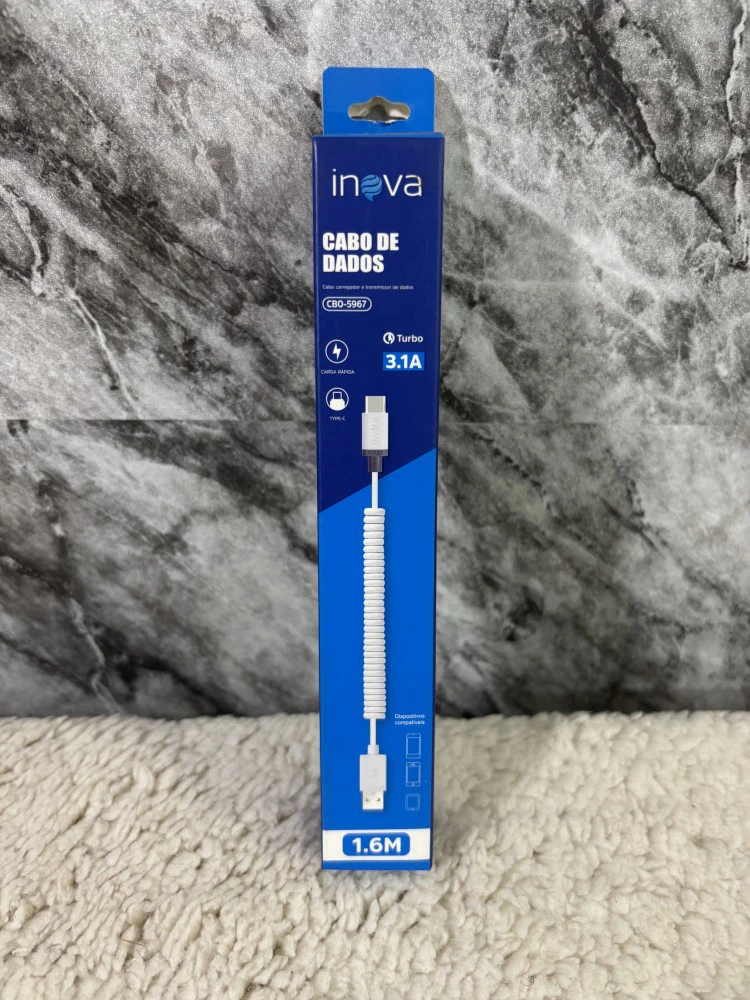 inova
CABO DE
DADOS
Cabo carregador e transmissor de dados
CBO-5967
Turbo
3.1A
CARGA RÁPIDA
TYPE-C
Dispositivos
compatíveis
1.6M